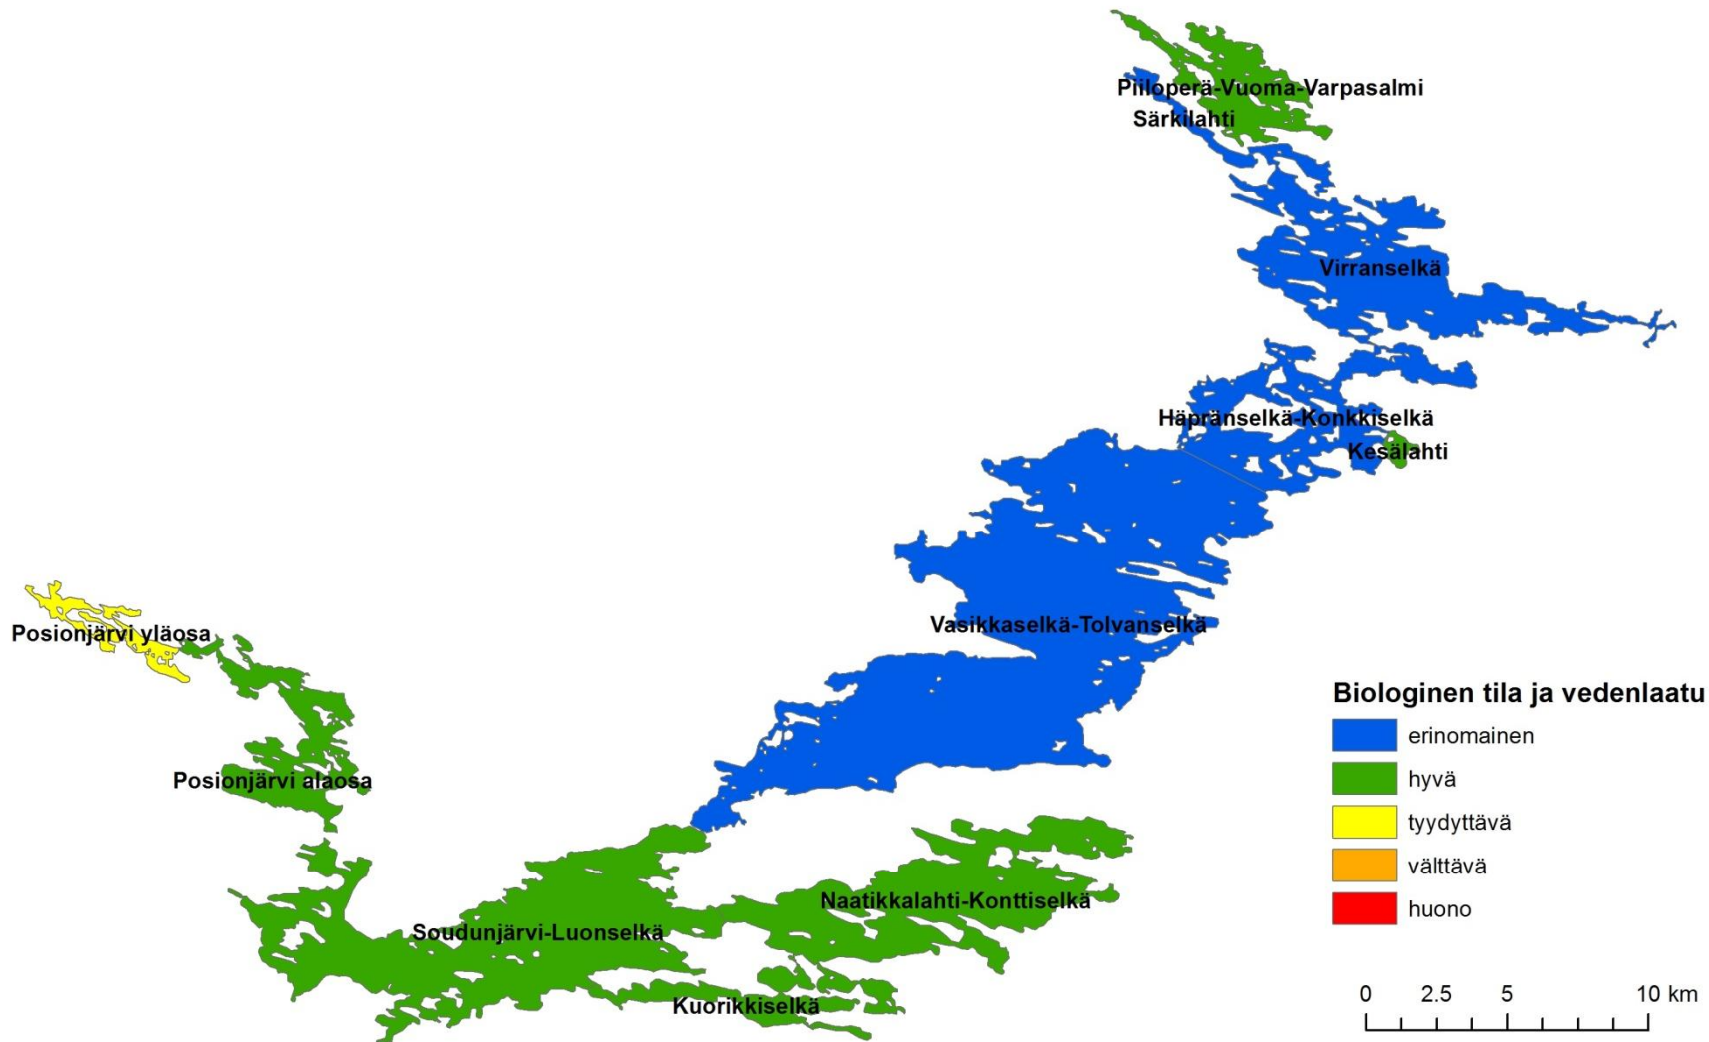 Piiloperä-Vuoma-Varpasalmi
Särkilahti
Virranselkä
Häpränselkä-Konkkiselkä
Kesälahti
Vasikkaselkä-Tolvanselkä
Posionjärvi yläosa
Posionjärvi alaosa
Naatikkalahti-Konttiselkä
Soudunjärvi-Luonselkä
Kuorikkiselkä
Biologinen tila ja vedenlaatu
erinomainen
hyvä
tyydyttävä
välttävä
huono
0 2.5 5 10 km